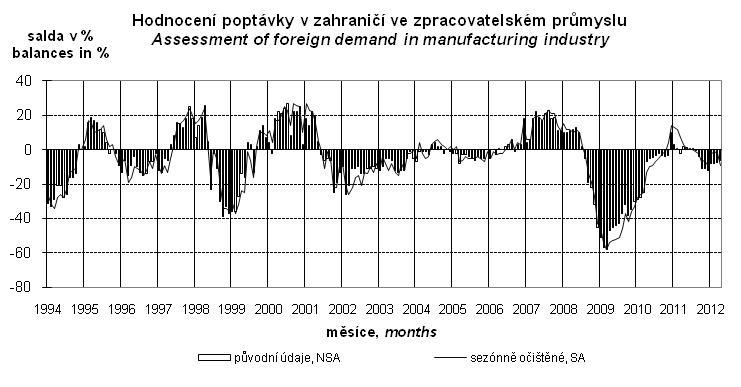 Hodnocení poptávky v zahraničí ve zpracovatelském průmyslu
Assessment of foreign demand in manufacturing industry
salda v %
balances in %
40
20
0
-20
-40
-60
-80
1994 1995 1996 1997 1998 1999 2000 2001 2002 2003 2004 2005 2006 2007 2008 2009 2010 2011 2012
měsíce, months
původní údaje, NSA
sezónně očištěné, SA